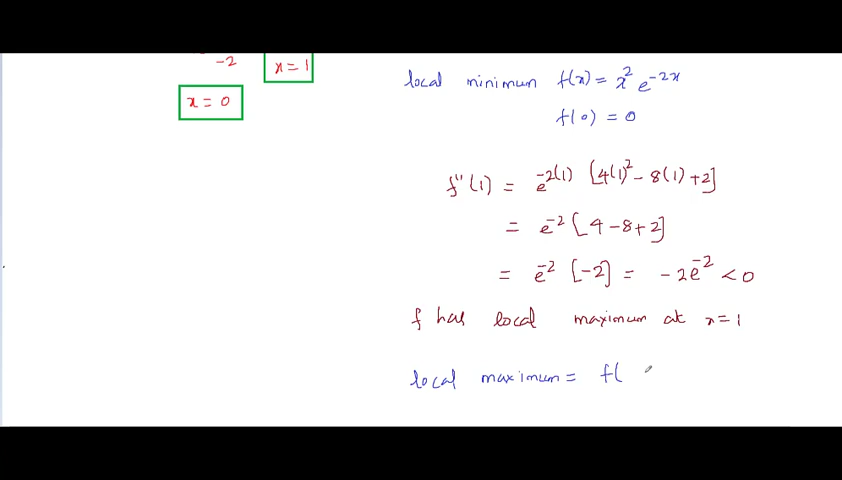 -2
x = 1
x = 0
local minimum f(x) = x² e^{-2x}
f(0) = 0
f''(1) = e^{-2(1)} [4(1)² - 8(1) + 2]
= e^{-2} [4 - 8 + 2]
= e^{-2} [-2] = -2e^{-2} < 0
f has local maximum at x = 1
local maximum = f(